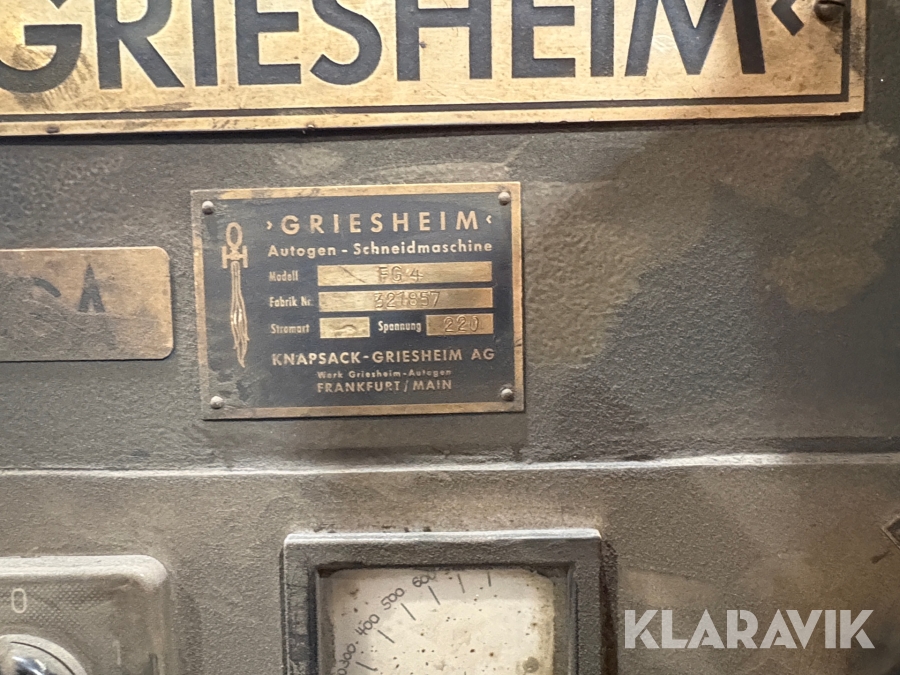 GRIESHEIM‹
›GRIESHEIM‹
Autogen - Schneidmaschine
Modell FG 4
Fabrik Nr. 321857
Stromart Spannung 220
KNAPSACK-GRIESHEIM AG
Werk Griesheim-Autogen
FRANKFURT/MAIN
0
300 400 500 600
KLARAVIK